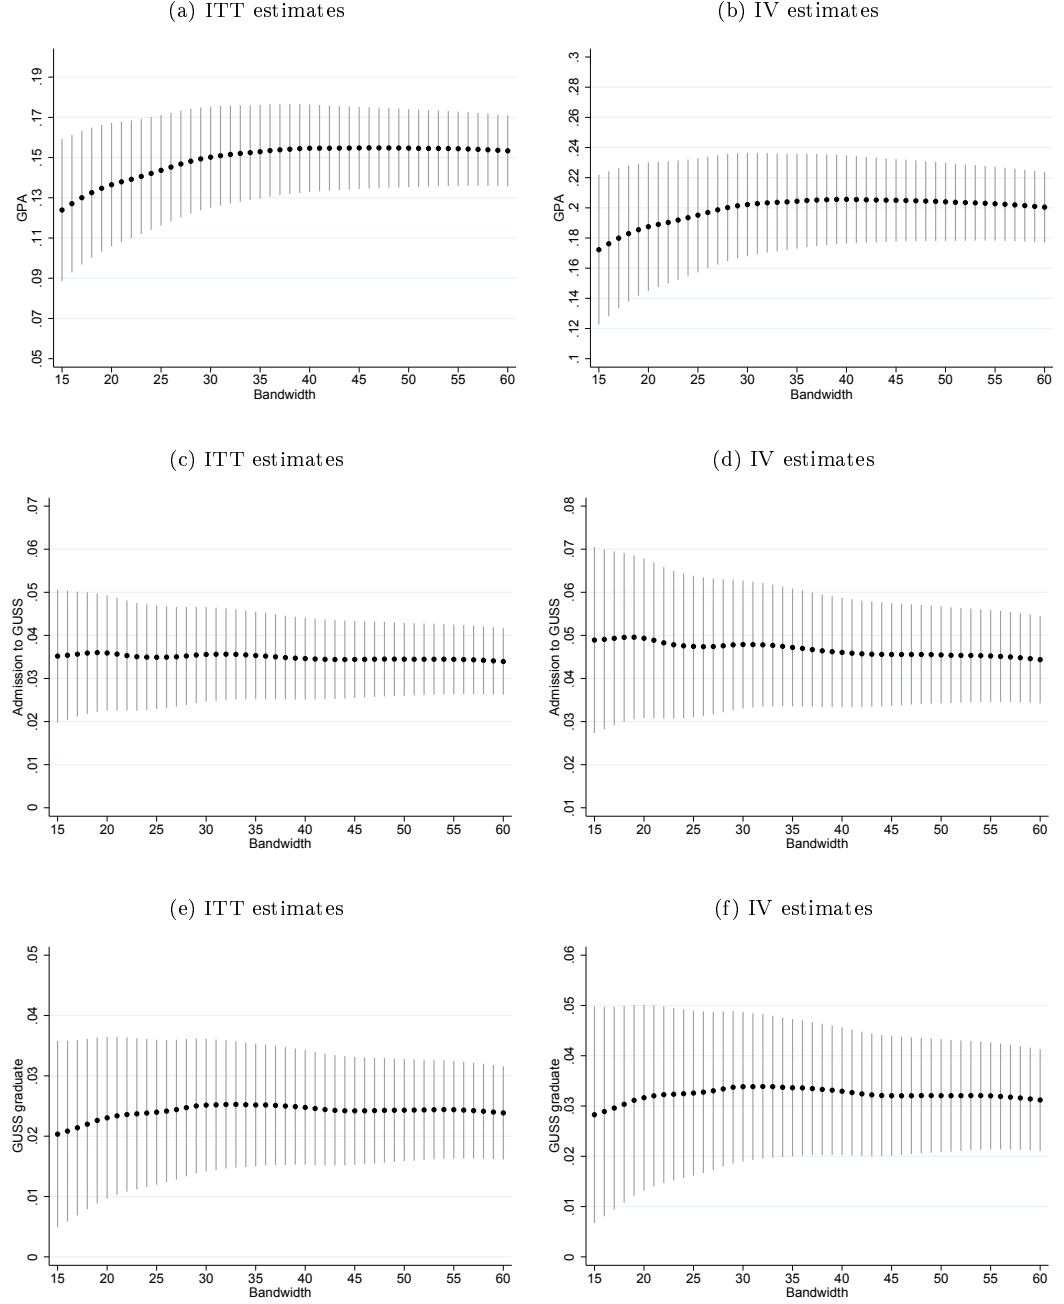 (a) ITT estimates
(b) IV estimates
GPA
.05 .07 .09 .11 .13 .15 .17 .19
15 20 25 30 35 40 45 50 55 60
Bandwidth
GPA
.1 .12 .14 .16 .18 .2 .22 .24 .26 .28 .3
15 20 25 30 35 40 45 50 55 60
Bandwidth
(c) ITT estimates
(d) IV estimates
Admission to GUSS
0 .01 .02 .03 .04 .05 .06 .07
15 20 25 30 35 40 45 50 55 60
Bandwidth
Admission to GUSS
.01 .02 .03 .04 .05 .06 .07 .08
15 20 25 30 35 40 45 50 55 60
Bandwidth
(e) ITT estimates
(f) IV estimates
GUSS graduate
0 .01 .02 .03 .04 .05
15 20 25 30 35 40 45 50 55 60
Bandwidth
GUSS graduate
0 .01 .02 .03 .04 .05 .06
15 20 25 30 35 40 45 50 55 60
Bandwidth